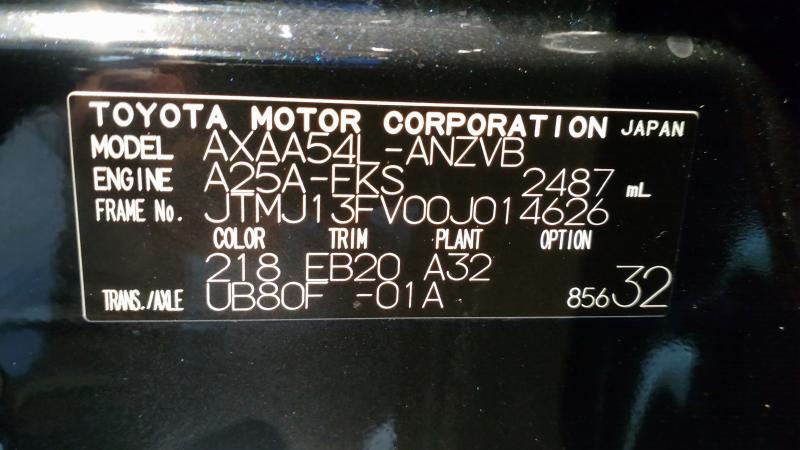 TOYOTA MOTOR CORPORATION JAPAN
MODEL AXAA54L-ANZVB
ENGINE A25A-FKS 2487 mL
FRAME No. JTMJ13FV00J014626
COLOR TRIM PLANT OPTION
218 EB20 A32
TRANS./AXLE UB80F -01A 85632